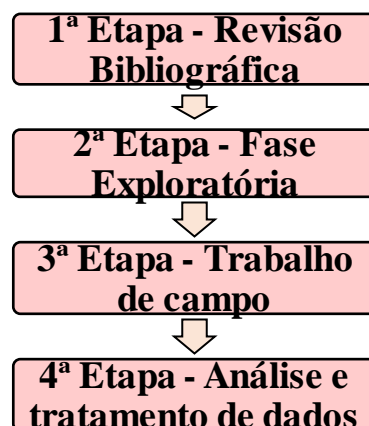 1ª Etapa - Revisão
Bibliográfica
2ª Etapa - Fase
Exploratória
3ª Etapa - Trabalho
de campo
4ª Etapa - Análise e
tratamento de dados